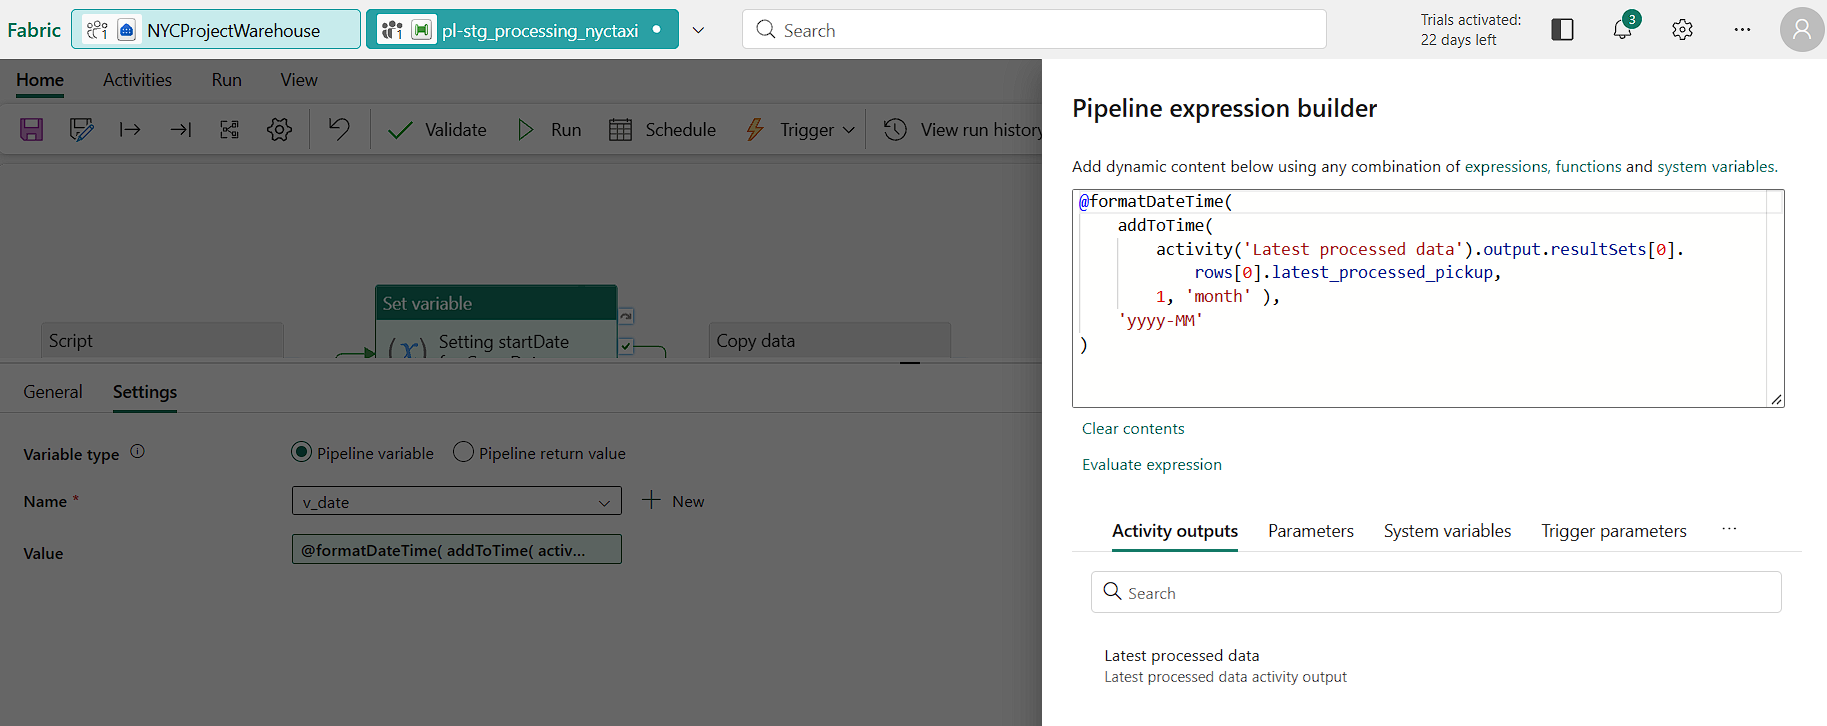 Fabric
1
NYCProjectWarehouse
1
pl-stg_processing_nyctaxi
Search
Trials activated:
22 days left
3
Home Activities Run View
Validate Run Schedule Trigger View run history
Script
Set variable
(x) Setting startDate
Copy data
General Settings
Variable type
Pipeline variable Pipeline return value
Name *
v_date
New
Value
@formatDateTime( addToTime( activ...
Pipeline expression builder
Add dynamic content below using any combination of expressions, functions and system variables.
@formatDateTime(
addToTime(
activity('Latest processed data').output.resultSets[0].
rows[0].latest_processed_pickup,
1, 'month' ),
'yyyy-MM'
)
Clear contents
Evaluate expression
Activity outputs Parameters System variables Trigger parameters ...
Search
Latest processed data
Latest processed data activity output